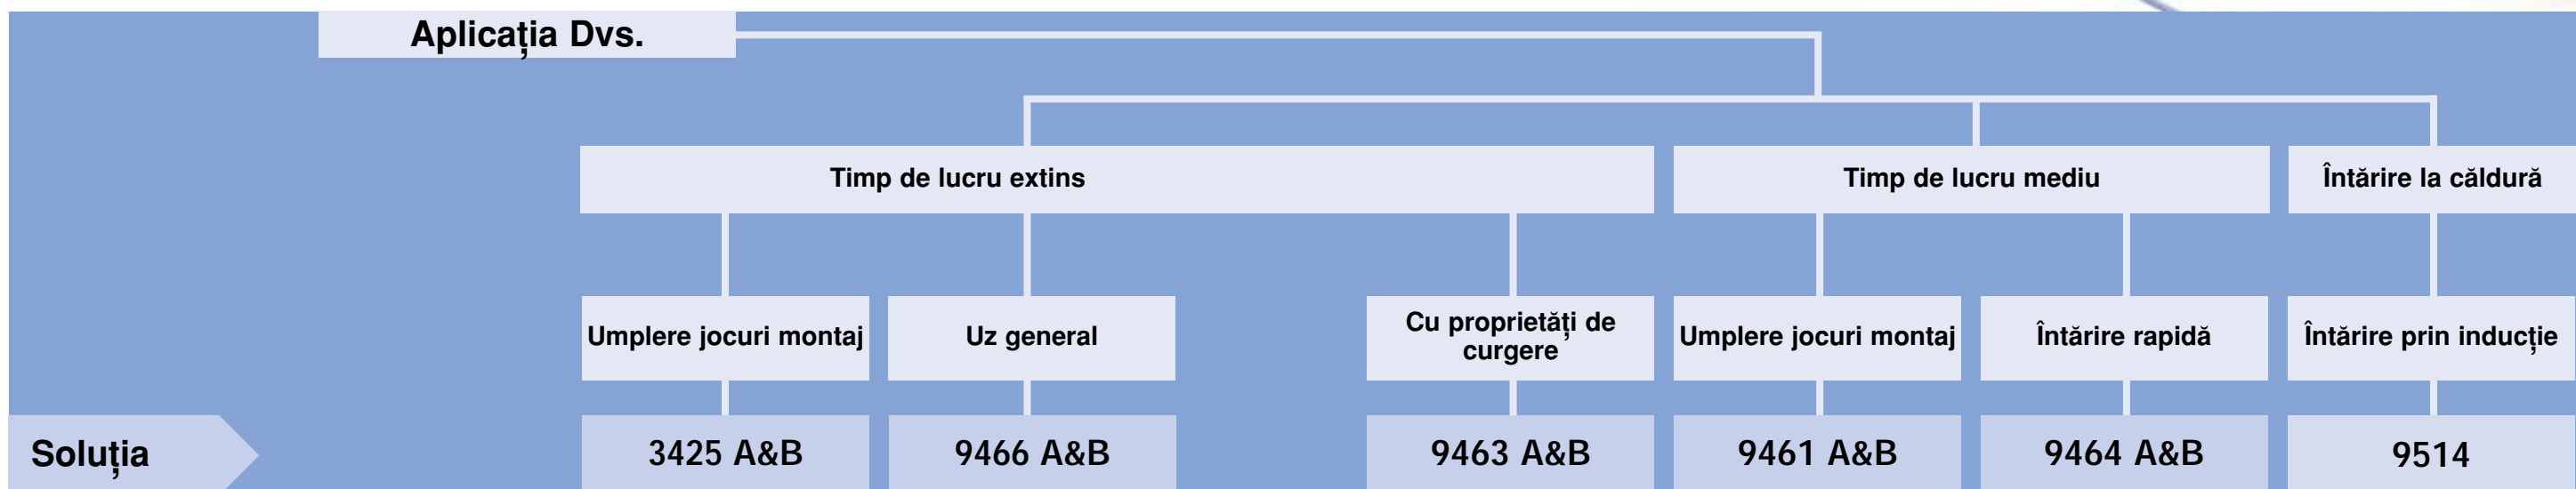 Aplicația Dvs.
Timp de lucru extins
Timp de lucru mediu
Întărire la căldură
Umplere jocuri montaj
Uz general
Cu proprietăți de
curgere
Umplere jocuri montaj
Întărire rapidă
Întărire prin inducție
Soluția
3425 A&B
9466 A&B
9463 A&B
9461 A&B
9464 A&B
9514